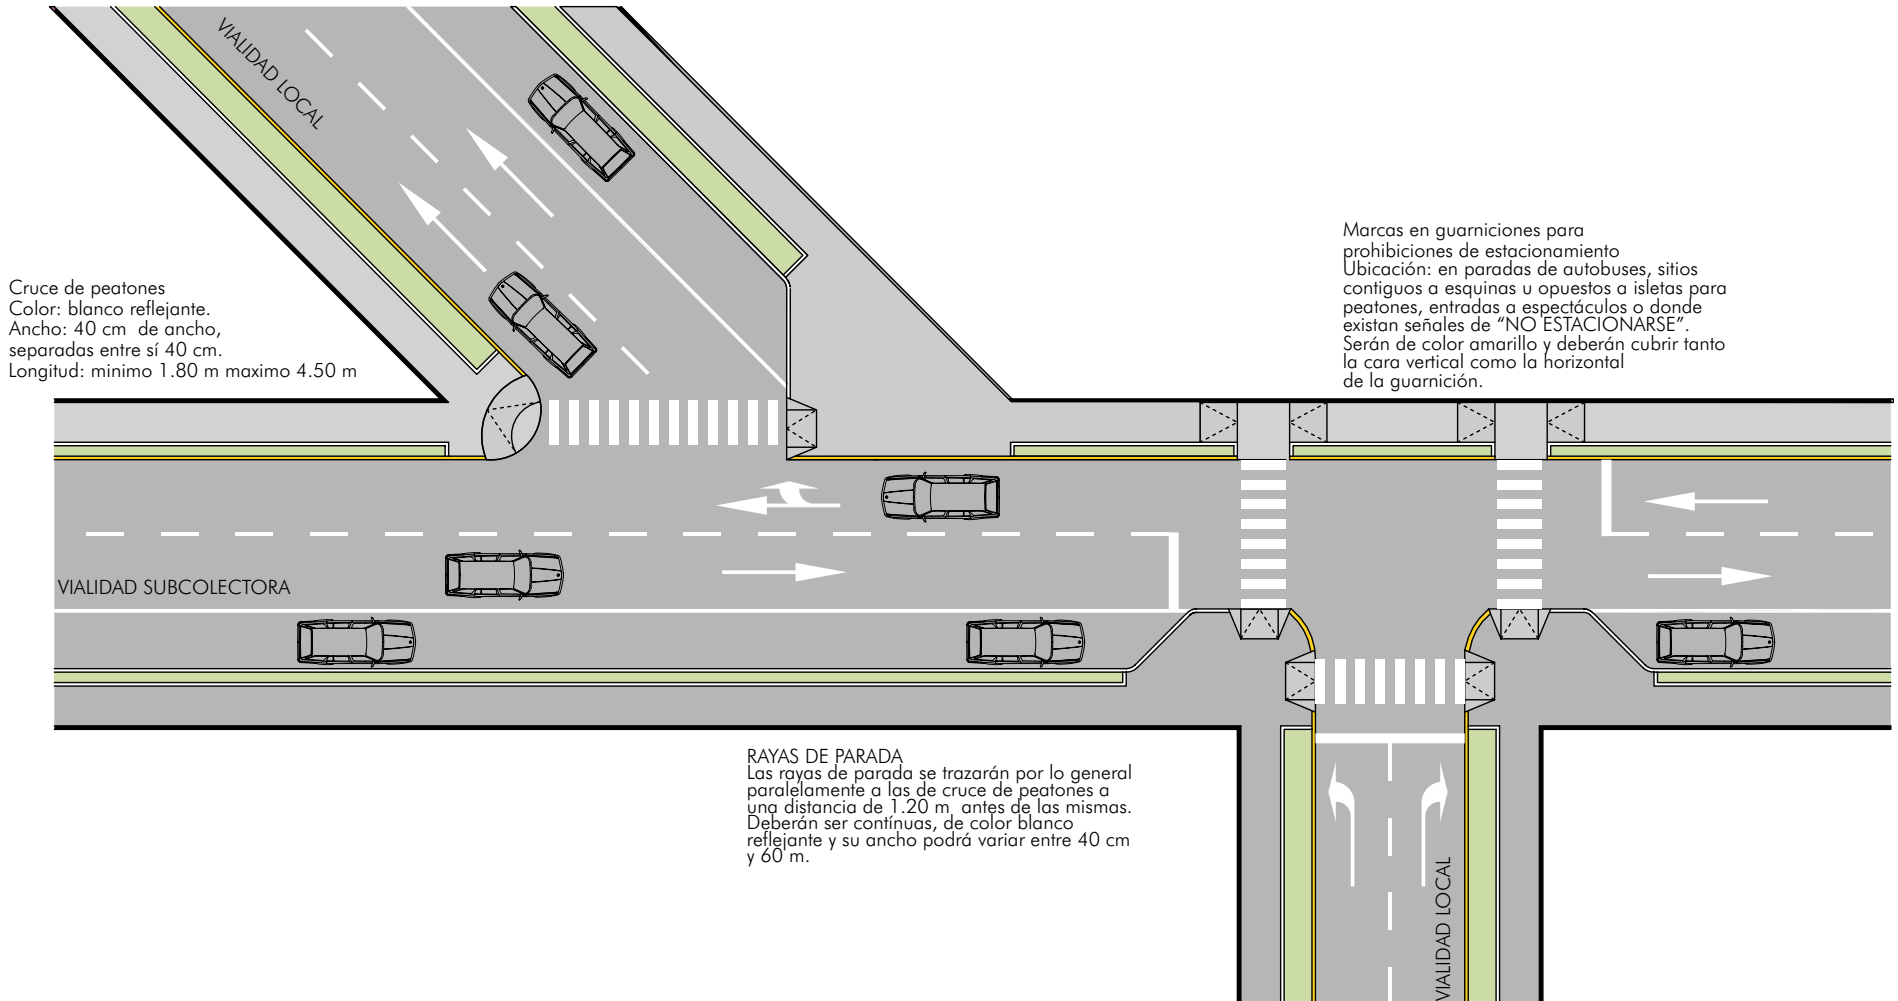 VIALIDAD LOCAL
Marcas en guarniciones para
prohibiciones de estacionamiento
Ubicación: en paradas de autobuses, sitios
contiguos a esquinas u opuestos a isletas para
peatones, entradas a espectáculos o donde
existan señales de “NO ESTACIONARSE”.
Serán de color amarillo y deberán cubrir tanto
la cara vertical como la horizontal
de la guarnición.
Cruce de peatones
Color: blanco reflejante.
Ancho: 40 cm de ancho,
separadas entre sí 40 cm.
Longitud: minimo 1.80 m maximo 4.50 m
VIALIDAD SUBCOLECTORA
RAYAS DE PARADA
Las rayas de parada se trazarán por lo general
paralelamente a las de cruce de peatones a
una distancia de 1.20 m antes de las mismas.
Deberán ser contínuas, de color blanco
reflejante y su ancho podrá variar entre 40 cm
y 60 m.
VIALIDAD LOCAL